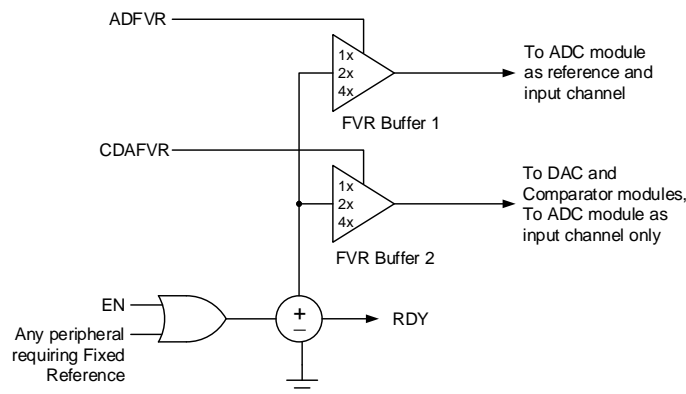 ADFVR
1x
2x
4x
To ADC module
as reference and
input channel
FVR Buffer 1
CDAFVR
1x
2x
4x
To DAC and
Comparator modules,
To ADC module as
input channel only
FVR Buffer 2
EN
Any peripheral
requiring Fixed
Reference
+
–
RDY